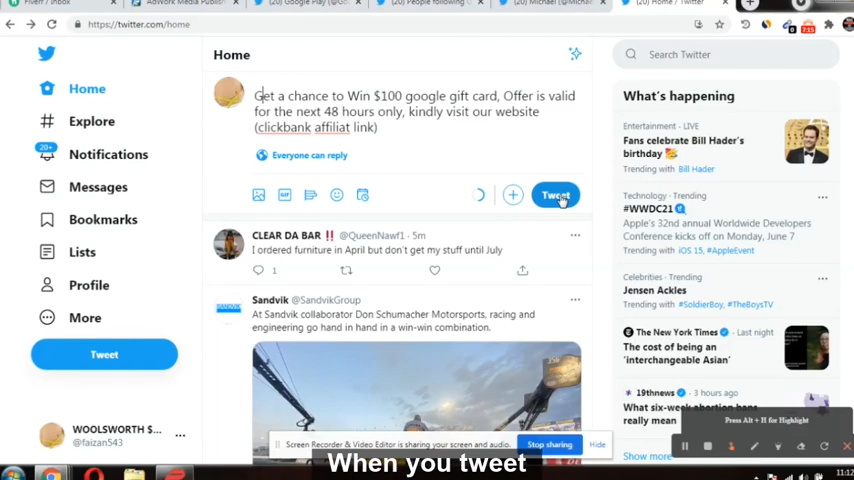 Fiverr / Inbox
AdWork Media Publish
(20) Google Play (@Go
(20) People following
(20) Michael (@Micha
(20) Home / Twitter
https://twitter.com/home
7:15
Home
Explore
20+
Notifications
Messages
Bookmarks
Lists
Profile
More
Tweet
WOOLSWORTH $...
@faizan543
Home
Get a chance to Win $100 google gift card, Offer is valid
for the next 48 hours only, kindly visit our website
(clickbank affiliat link)
Everyone can reply
GIF
Tweet
CLEAR DA BAR ‼️ @QueenNawf1 · 5m
I ordered furniture in April but don't get my stuff until July
1
Sandvik @SandvikGroup
At Sandvik collaborator Don Schumacher Motorsports, racing and
engineering go hand in hand in a win-win combination.
Search Twitter
What's happening
Entertainment · LIVE
Fans celebrate Bill Hader's
birthday 🥰
Trending with Bill Hader
Technology · Trending
#WWDC21
Apple's 32nd annual Worldwide Developers
Conference kicks off on Monday, June 7
Trending with iOS 15, #AppleEvent
Celebrities · Trending
Jensen Ackles
Trending with #SoldierBoy, #TheBoysTV
The New York Times · Last night
The cost of being an
'interchangeable Asian'
19thnews · 3 hours ago
What six-week abortion bans
really mean
Show more
Press Alt + H for Highlight
Screen Recorder & Video Editor is sharing your screen and audio.
Stop sharing
Hide
When you tweet
11:12